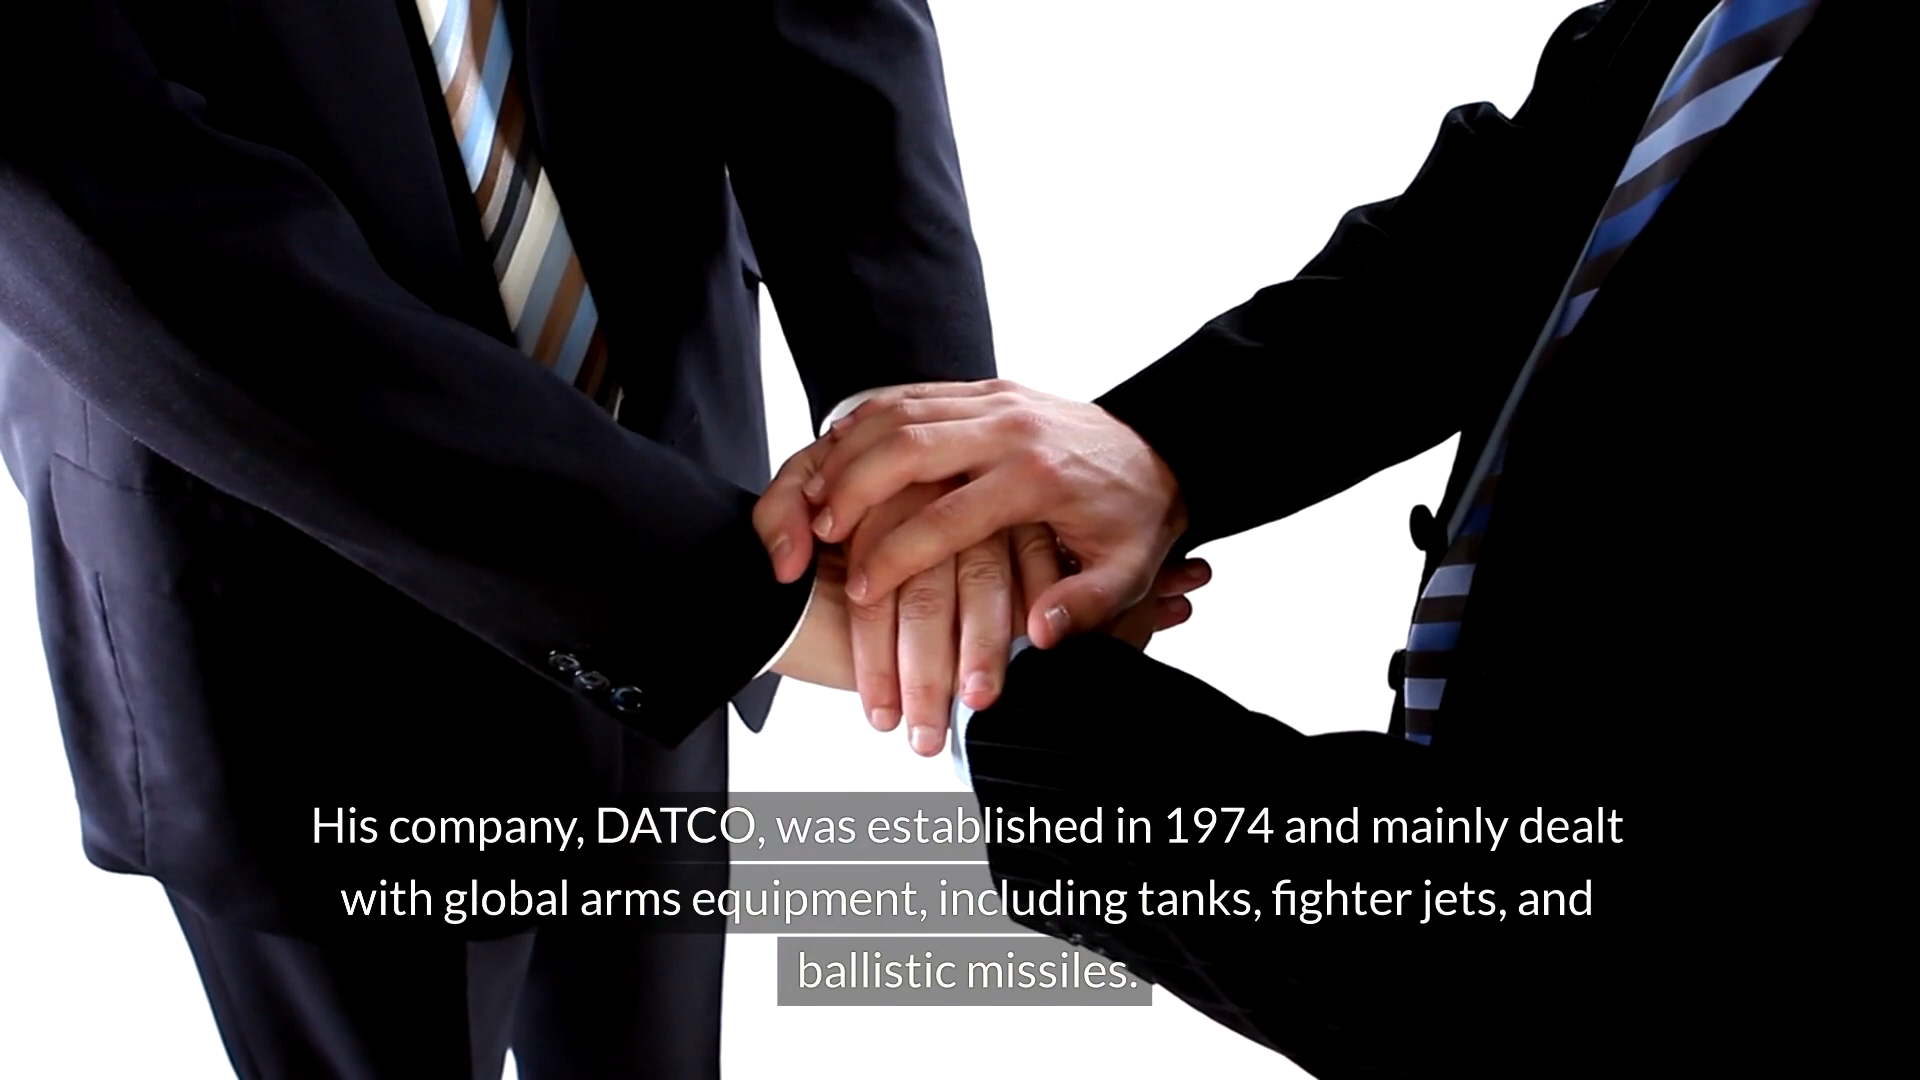 His company, DATCO, was established in 1974 and mainly dealt
with global arms equipment, including tanks, fighter jets, and
ballistic missiles.